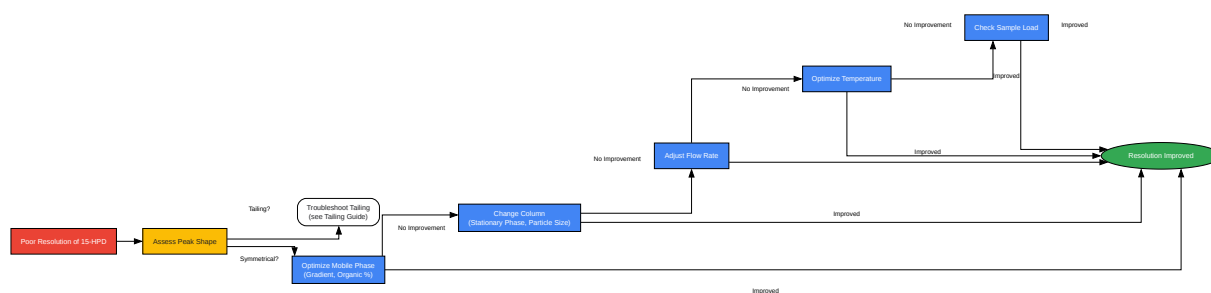 No Improvement
Check Sample Load
Improved
Optimize Temperature
Improved
No Improvement
No Improvement
Adjust Flow Rate
Improved
Resolution Improved
Tailing?
Troubleshoot Tailing
(see Tailing Guide)
Change Column
(Stationary Phase, Particle Size)
Improved
No Improvement
Poor Resolution of 15-HPD
Assess Peak Shape
Symmetrical?
Optimize Mobile Phase
(Gradient, Organic %)
Improved